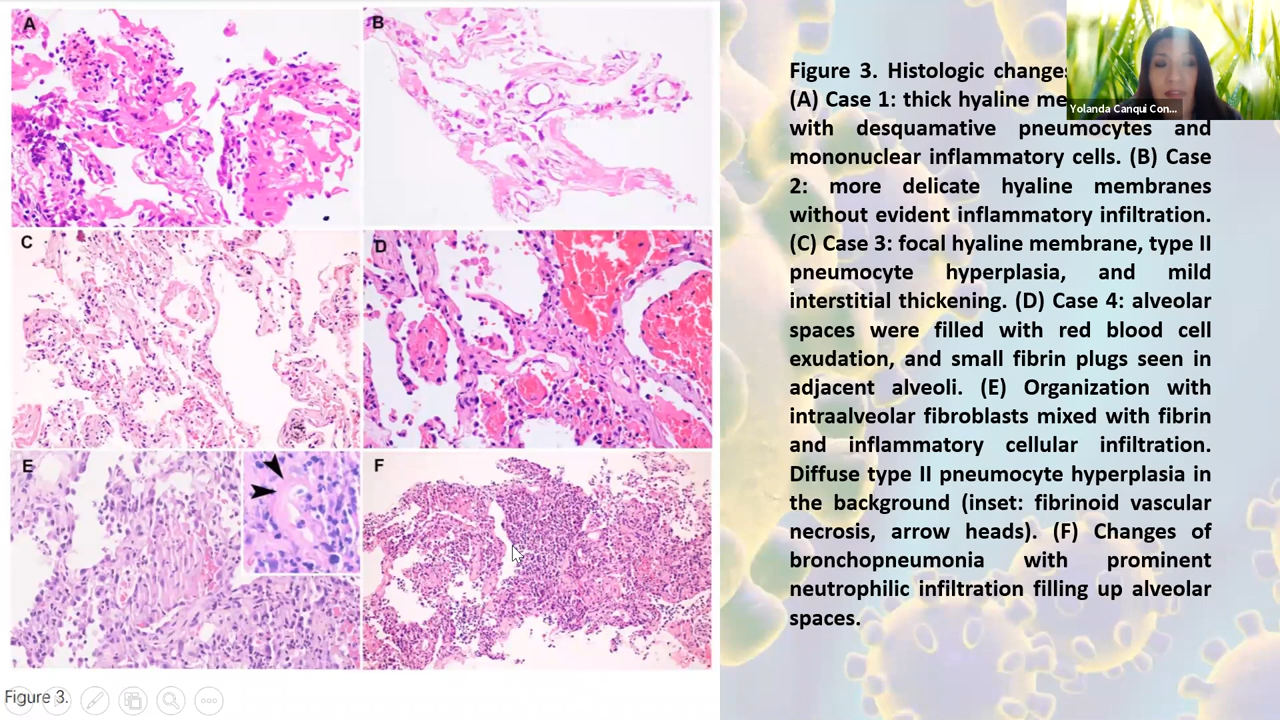 A
B
C
D
E
F
Figure 3.
Figure 3. Histologic changes
(A) Case 1: thick hyaline
with desquamative pneumocytes and
mononuclear inflammatory cells. (B) Case
2: more delicate hyaline membranes
without evident inflammatory infiltration.
(C) Case 3: focal hyaline membrane, type II
pneumocyte hyperplasia, and mild
interstitial thickening. (D) Case 4: alveolar
spaces were filled with red blood cell
exudation, and small fibrin plugs seen in
adjacent alveoli. (E) Organization with
intraalveolar fibroblasts mixed with fibrin
and inflammatory cellular infiltration.
Diffuse type II pneumocyte hyperplasia in
the background (inset: fibrinoid vascular
necrosis, arrow heads). (F) Changes of
bronchopneumonia with prominent
neutrophilic infiltration filling up alveolar
spaces.
Yolanda Canqui Con...